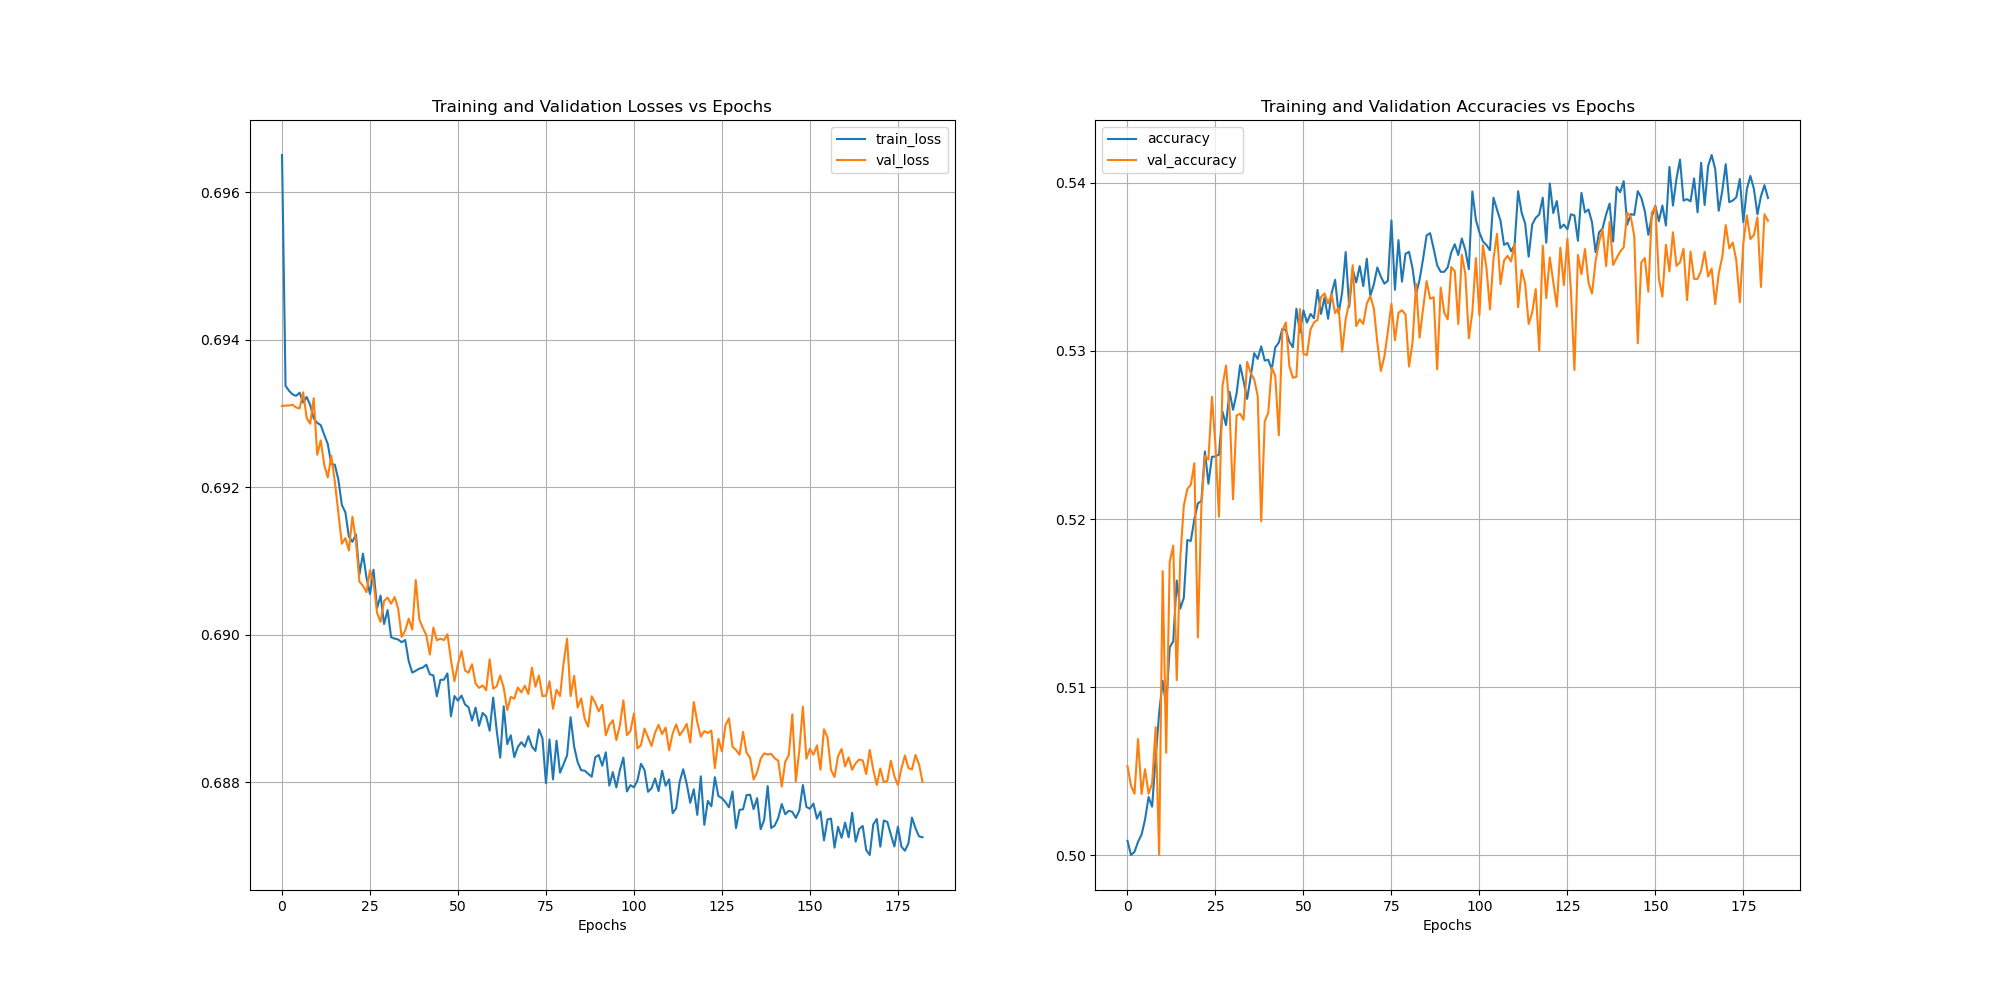 Training and Validation Losses vs Epochs
train_loss
val_loss
0.696
0.694
0.692
0.690
0.688
0 25 50 75 100 125 150 175
Epochs
Training and Validation Accuracies vs Epochs
accuracy
val_accuracy
0.54
0.53
0.52
0.51
0.50
0 25 50 75 100 125 150 175
Epochs